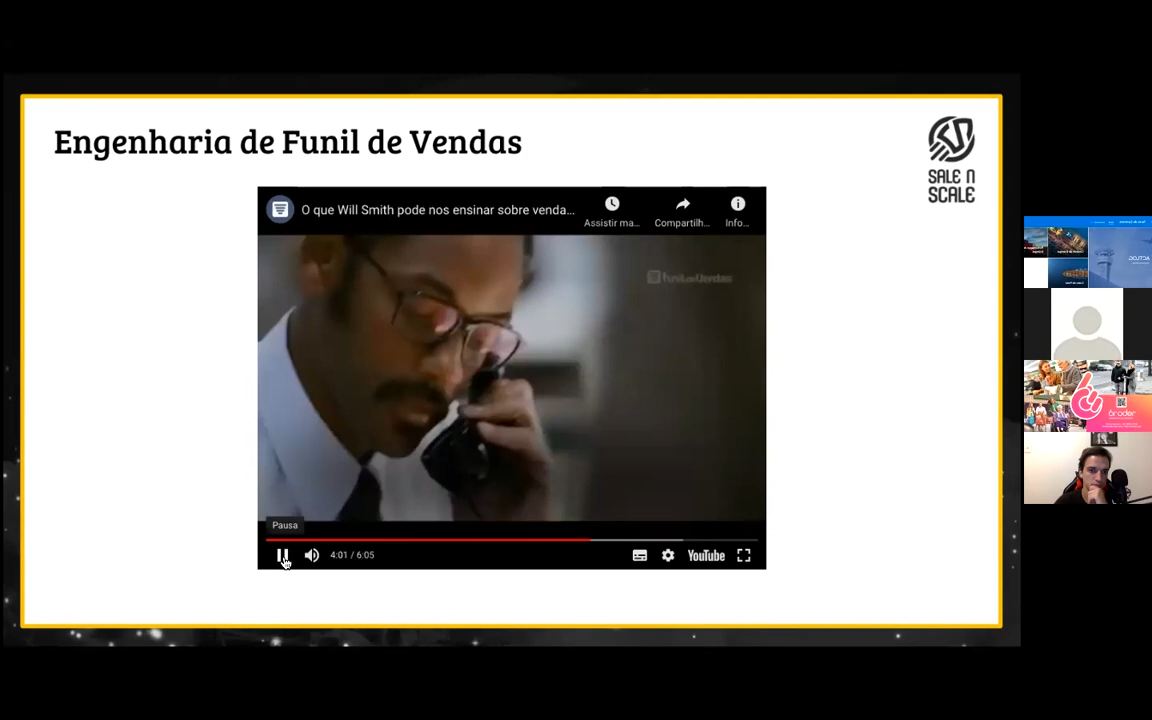 Engenharia de Funil de Vendas
SALE N
SCALE
O que Will Smith pode nos ensinar sobre venda...
Assistir ma...
Compartilh...
Info...
funildeVendas
Pausa
4:01 / 6:05
YouTube